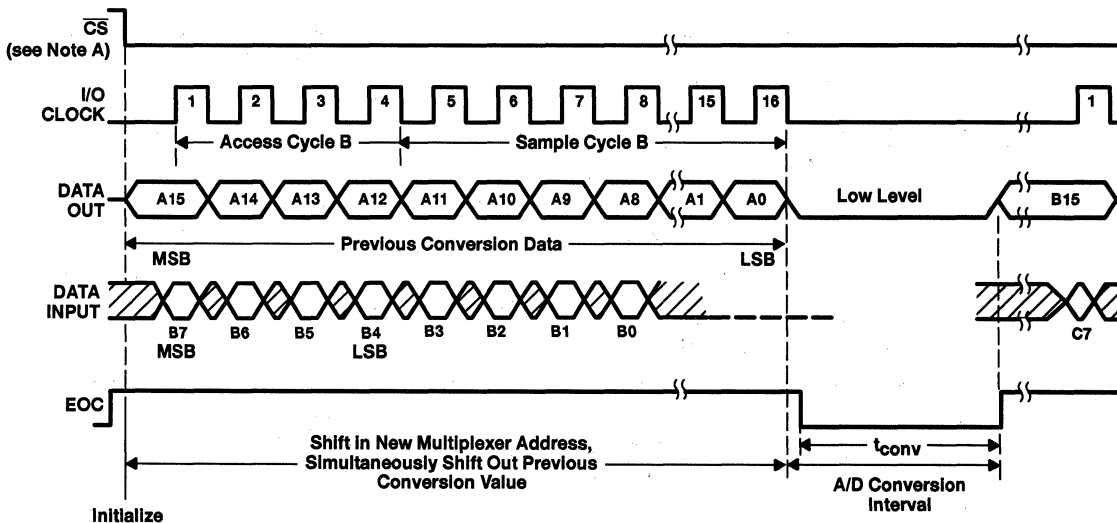 CS
(see Note A)
I/O
CLOCK
1 2 3 4 5 6 7 8 15 16 1
Access Cycle B Sample Cycle B
DATA
OUT
A15 A14 A13 A12 A11 A10 A9 A8 A1 A0 Low Level B15
Previous Conversion Data
MSB LSB
DATA
INPUT
B7 B6 B5 B4 B3 B2 B1 B0 C7
MSB LSB
EOC
Shift in New Multiplexer Address,
Simultaneously Shift Out Previous
Conversion Value
tconv
A/D Conversion
Interval
Initialize